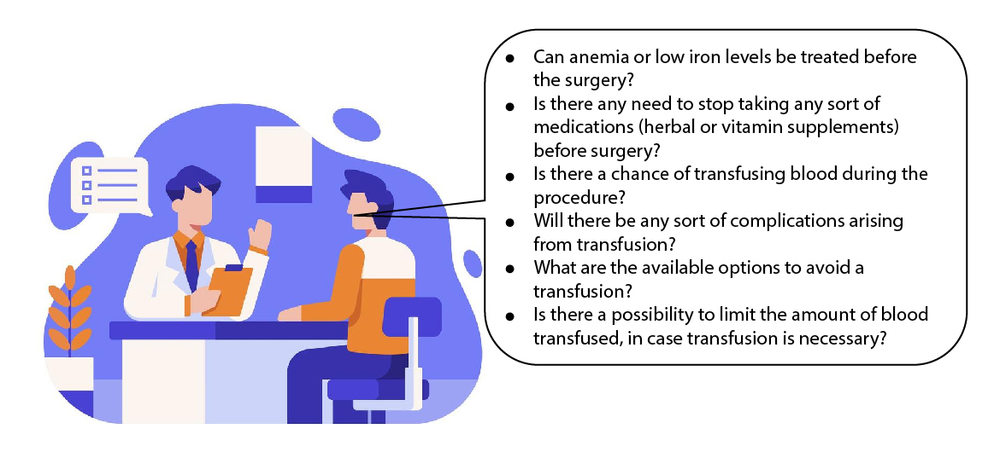 ● Can anemia or low iron levels be treated before
the surgery?
● Is there any need to stop taking any sort of
medications (herbal or vitamin supplements)
before surgery?
● Is there a chance of transfusing blood during the
procedure?
● Will there be any sort of complications arising
from transfusion?
● What are the available options to avoid a
transfusion?
● Is there a possibility to limit the amount of blood
transfused, in case transfusion is necessary?